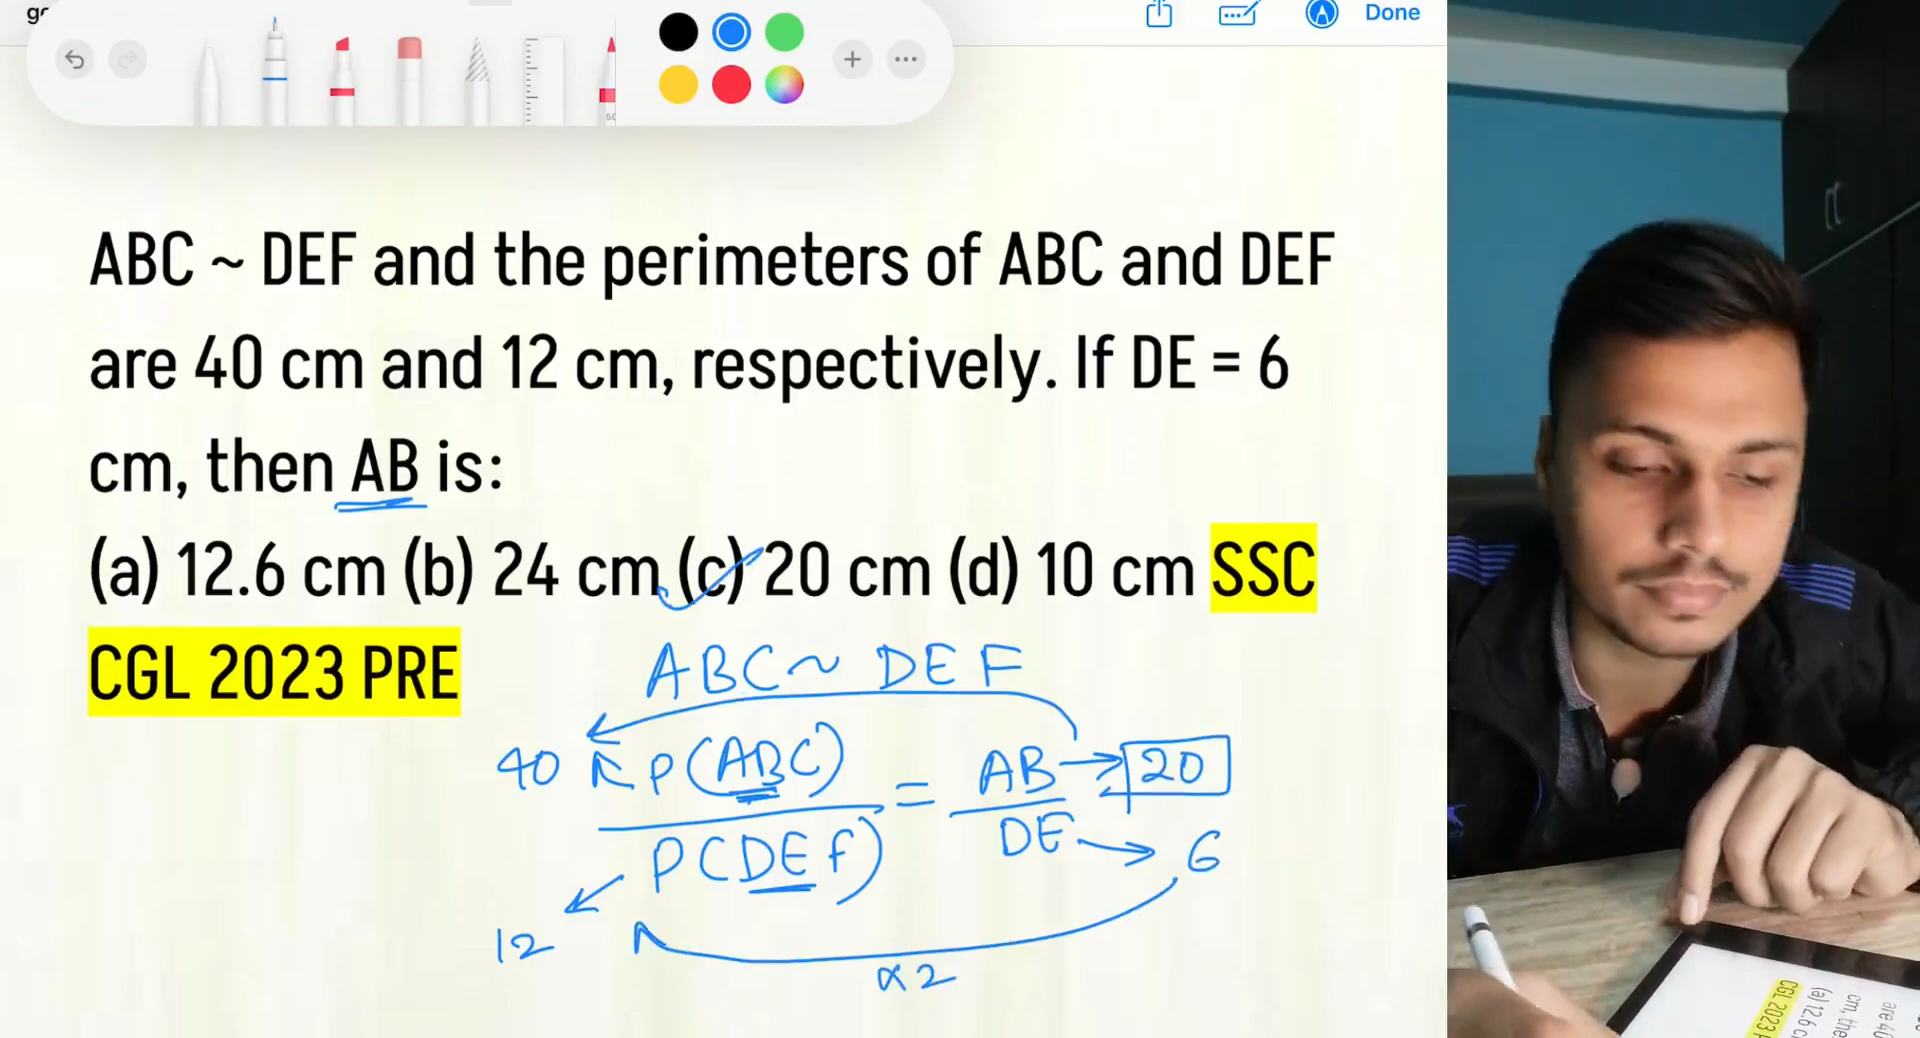 Done
ABC ~ DEF and the perimeters of ABC and DEF
are 40 cm and 12 cm, respectively. If DE = 6
cm, then AB is:
(a) 12.6 cm (b) 24 cm (c) 20 cm (d) 10 cm SSC
CGL 2023 PRE
ABC ~ DEF
40 P(ABC) = AB 20
P(DEF) DE 6
12
×2